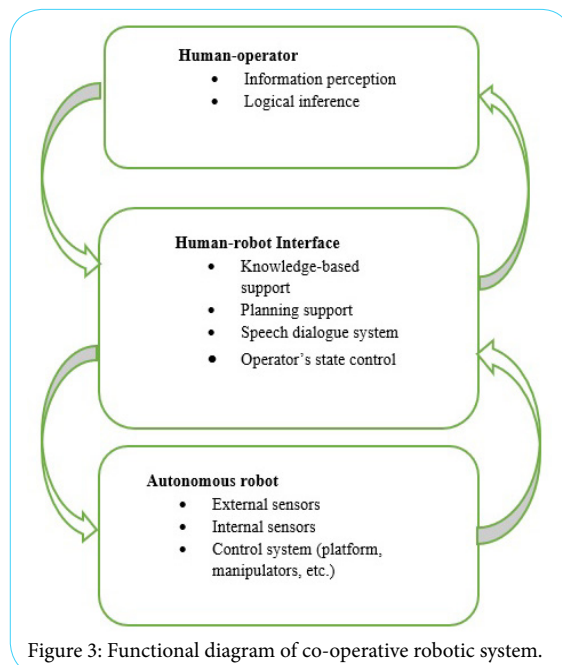 Human-operator
• Information perception
• Logical inference
Human-robot Interface
• Knowledge-based
support
• Planning support
• Speech dialogue system
• Operator’s state control
Autonomous robot
• External sensors
• Internal sensors
• Control system (platform,
manipulators, etc.)
Figure 3: Functional diagram of co-operative robotic system.